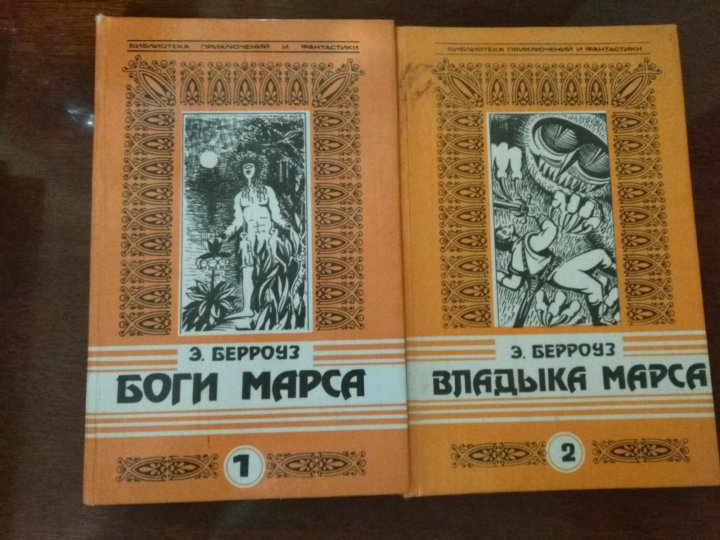 БИБЛИОТЕКА ПРИКЛЮЧЕНИЙ И ФАНТАСТИКИ
Э. БЕРРОУЗ
БОГИ МАРСА
1
БИБЛИОТЕКА ПРИКЛЮЧЕНИЙ И ФАНТАСТИКИ
Э. БЕРРОУЗ
ВЛАДЫКА МАРСА
2